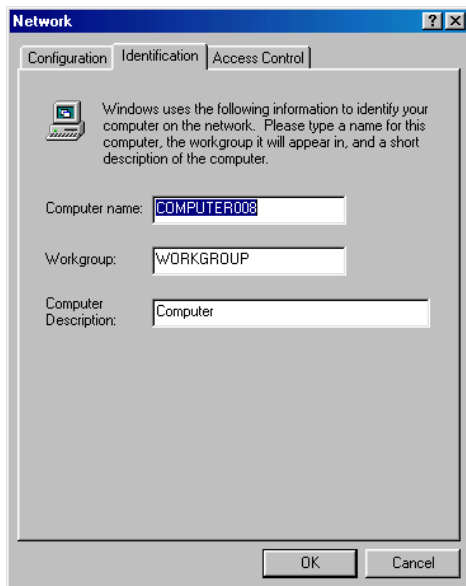 Network
Configuration Identification Access Control
Windows uses the following information to identify your
computer on the network. Please type a name for this
computer, the workgroup it will appear in, and a short
description of the computer.
Computer name: COMPUTER008
Workgroup: WORKGROUP
Computer
Description: Computer
OK Cancel